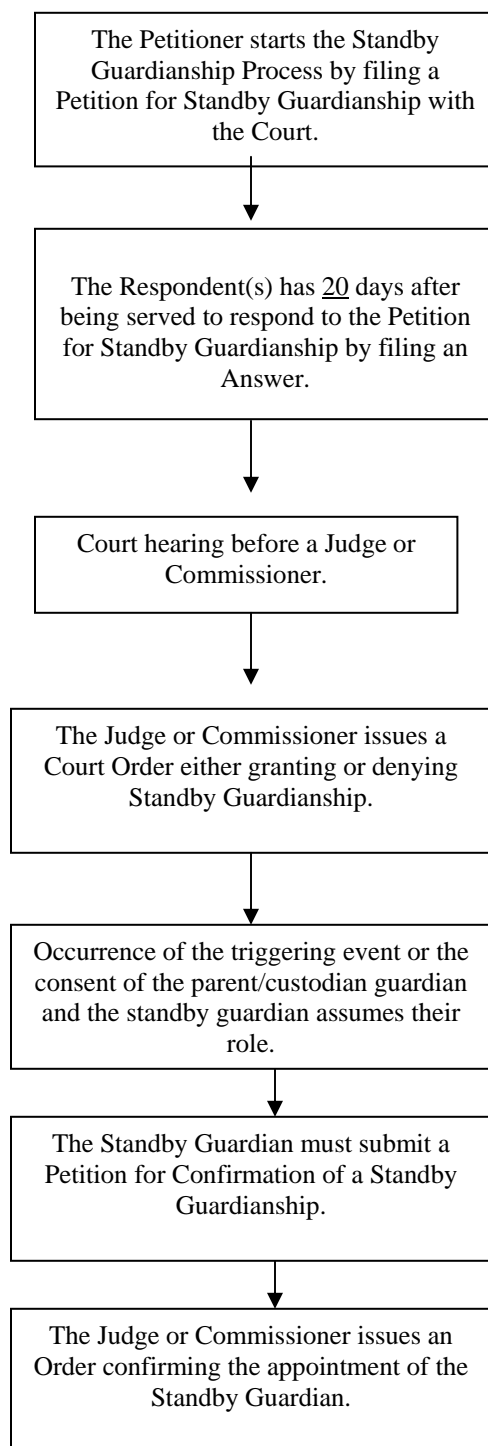 The Petitioner starts the Standby
Guardianship Process by filing a
Petition for Standby Guardianship with
the Court.
The Respondent(s) has 20 days after
being served to respond to the Petition
for Standby Guardianship by filing an
Answer.
Court hearing before a Judge or
Commissioner.
The Judge or Commissioner issues a
Court Order either granting or denying
Standby Guardianship.
Occurrence of the triggering event or the
consent of the parent/custodian guardian
and the standby guardian assumes their
role.
The Standby Guardian must submit a
Petition for Confirmation of a Standby
Guardianship.
The Judge or Commissioner issues an
Order confirming the appointment of the
Standby Guardian.